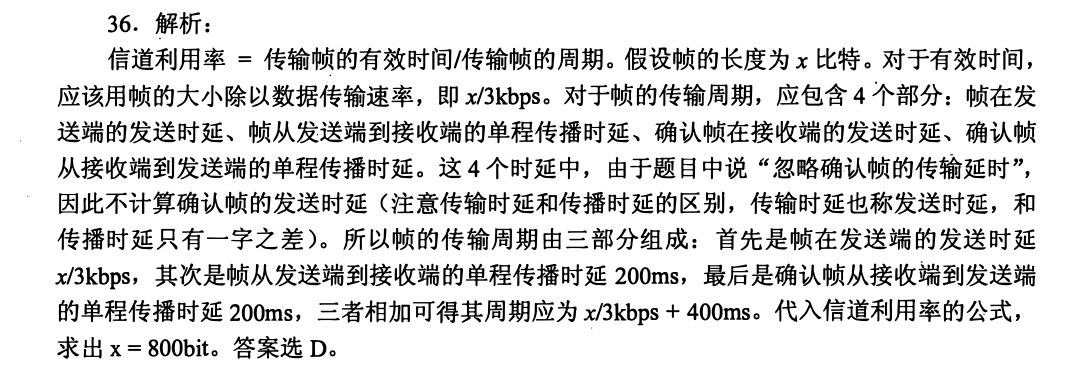 36．解析：
信道利用率 = 传输帧的有效时间/传输帧的周期。假设帧的长度为 x 比特。对于有效时间，
应该用帧的大小除以数据传输速率，即 x/3kbps。对于帧的传输周期，应包含 4 个部分：帧在发
送端的发送时延、帧从发送端到接收端的单程传播时延、确认帧在接收端的发送时延、确认帧
从接收端到发送端的单程传播时延。这 4 个时延中，由于题目中说“忽略确认帧的传输延时”，
因此不计算确认帧的发送时延（注意传输时延和传播时延的区别，传输时延也称发送时延，和
传播时延只有一字之差）。所以帧的传输周期由三部分组成：首先是帧在发送端的发送时延
x/3kbps，其次是帧从发送端到接收端的单程传播时延 200ms，最后是确认帧从接收端到发送端
的单程传播时延 200ms，三者相加可得其周期应为 x/3kbps + 400ms。代入信道利用率的公式，
求出 x = 800bit。答案选 D。